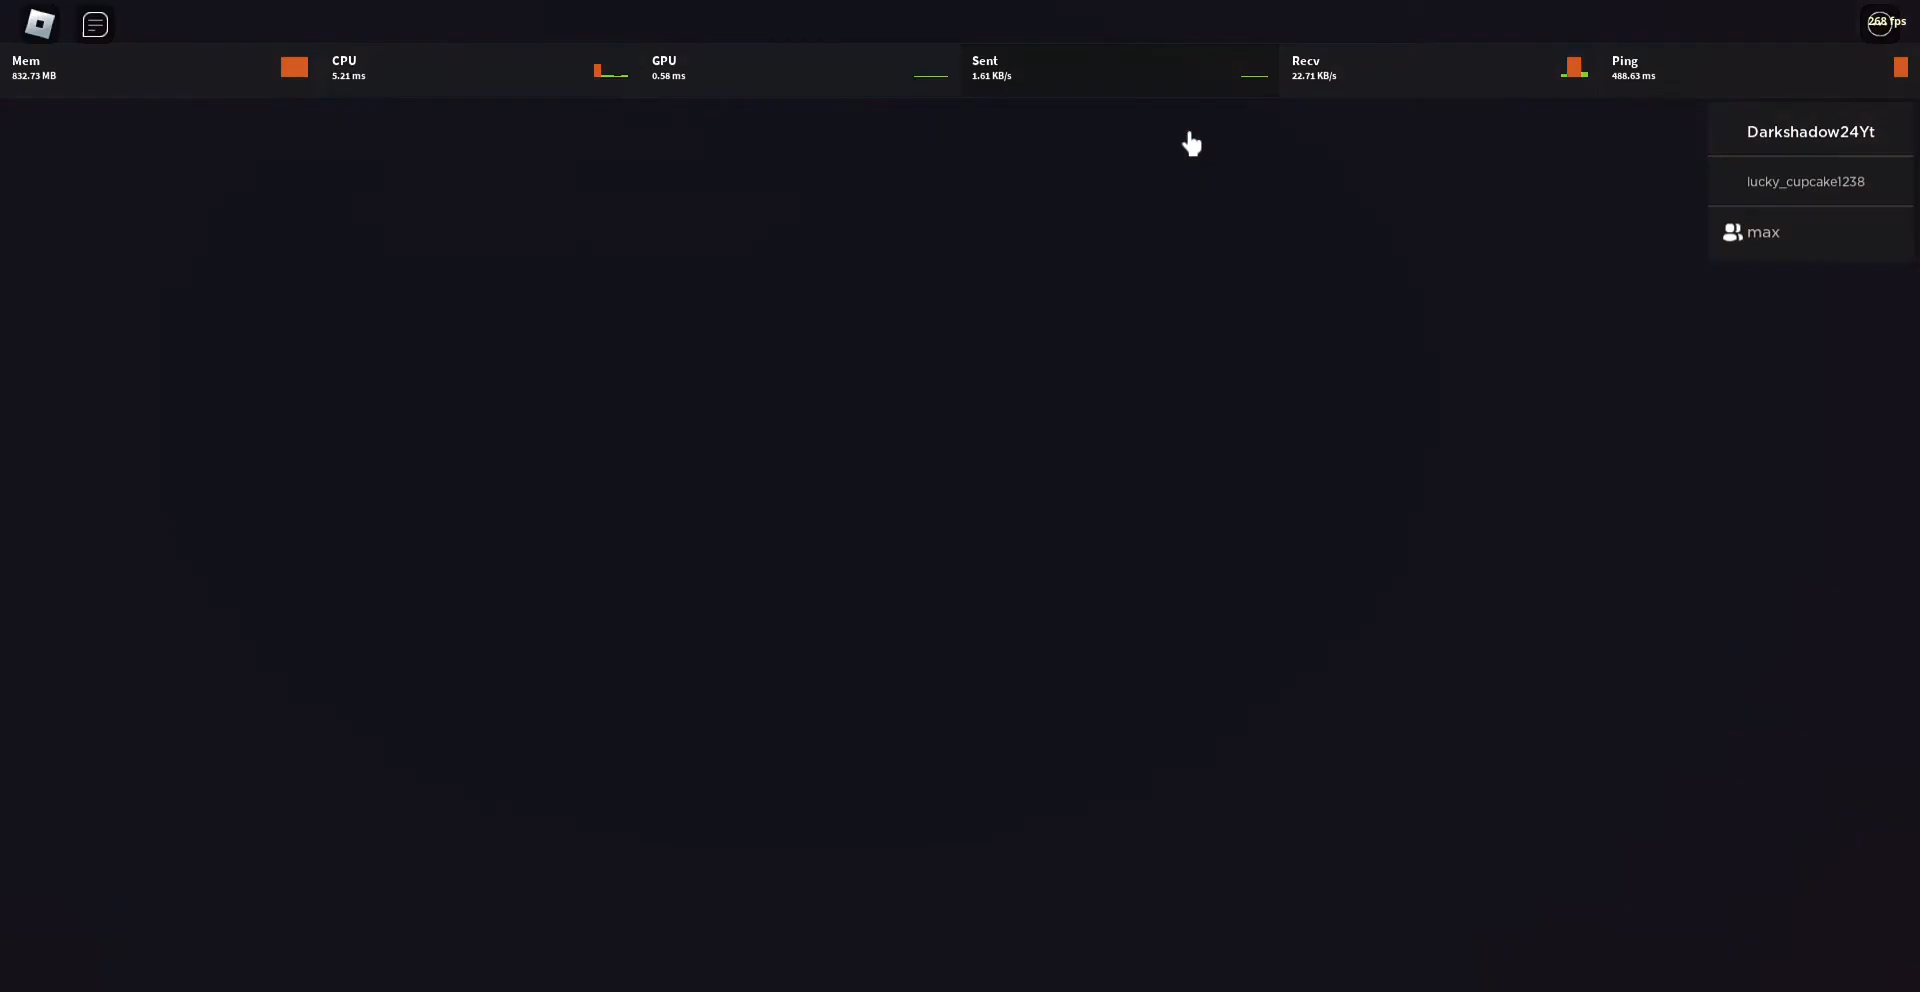 268 fps
Mem
832.73 MB
CPU
5.21 ms
GPU
0.58 ms
Sent
1.61 KB/s
Recv
22.71 KB/s
Ping
488.63 ms
Darkshadow24Yt
lucky_cupcake1238
max